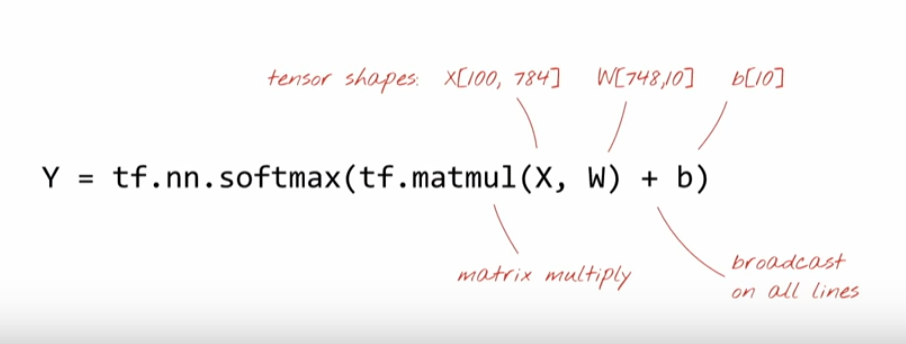 tensor shapes: X[100, 784] W[748,10] b[10]
Y = tf.nn.softmax(tf.matmul(X, W) + b)
matrix multiply
broadcast
on all lines